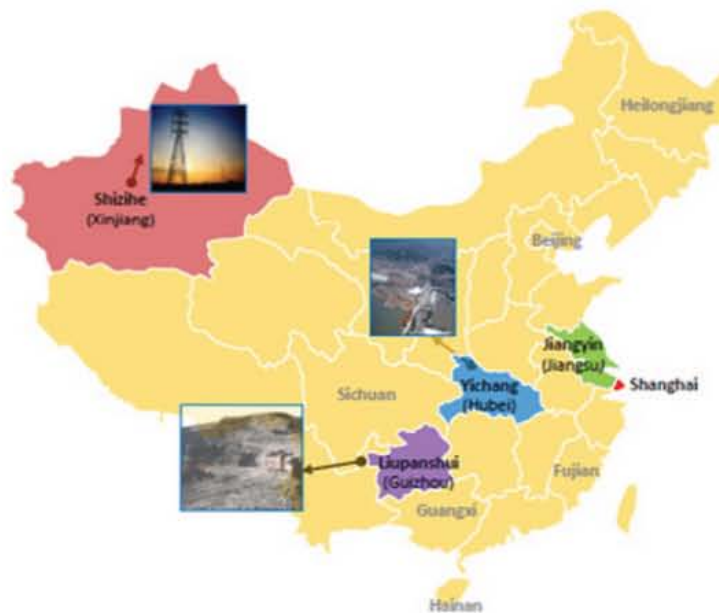 Heilongjiang
Shizihe
(Xinjiang)
Beijing
Jiangyin
(Jiangsu)
Shanghai
Yichang
(Hubei)
Sichuan
Liupanshui
(Guizhou)
Fujian
Guangxi
Hainan